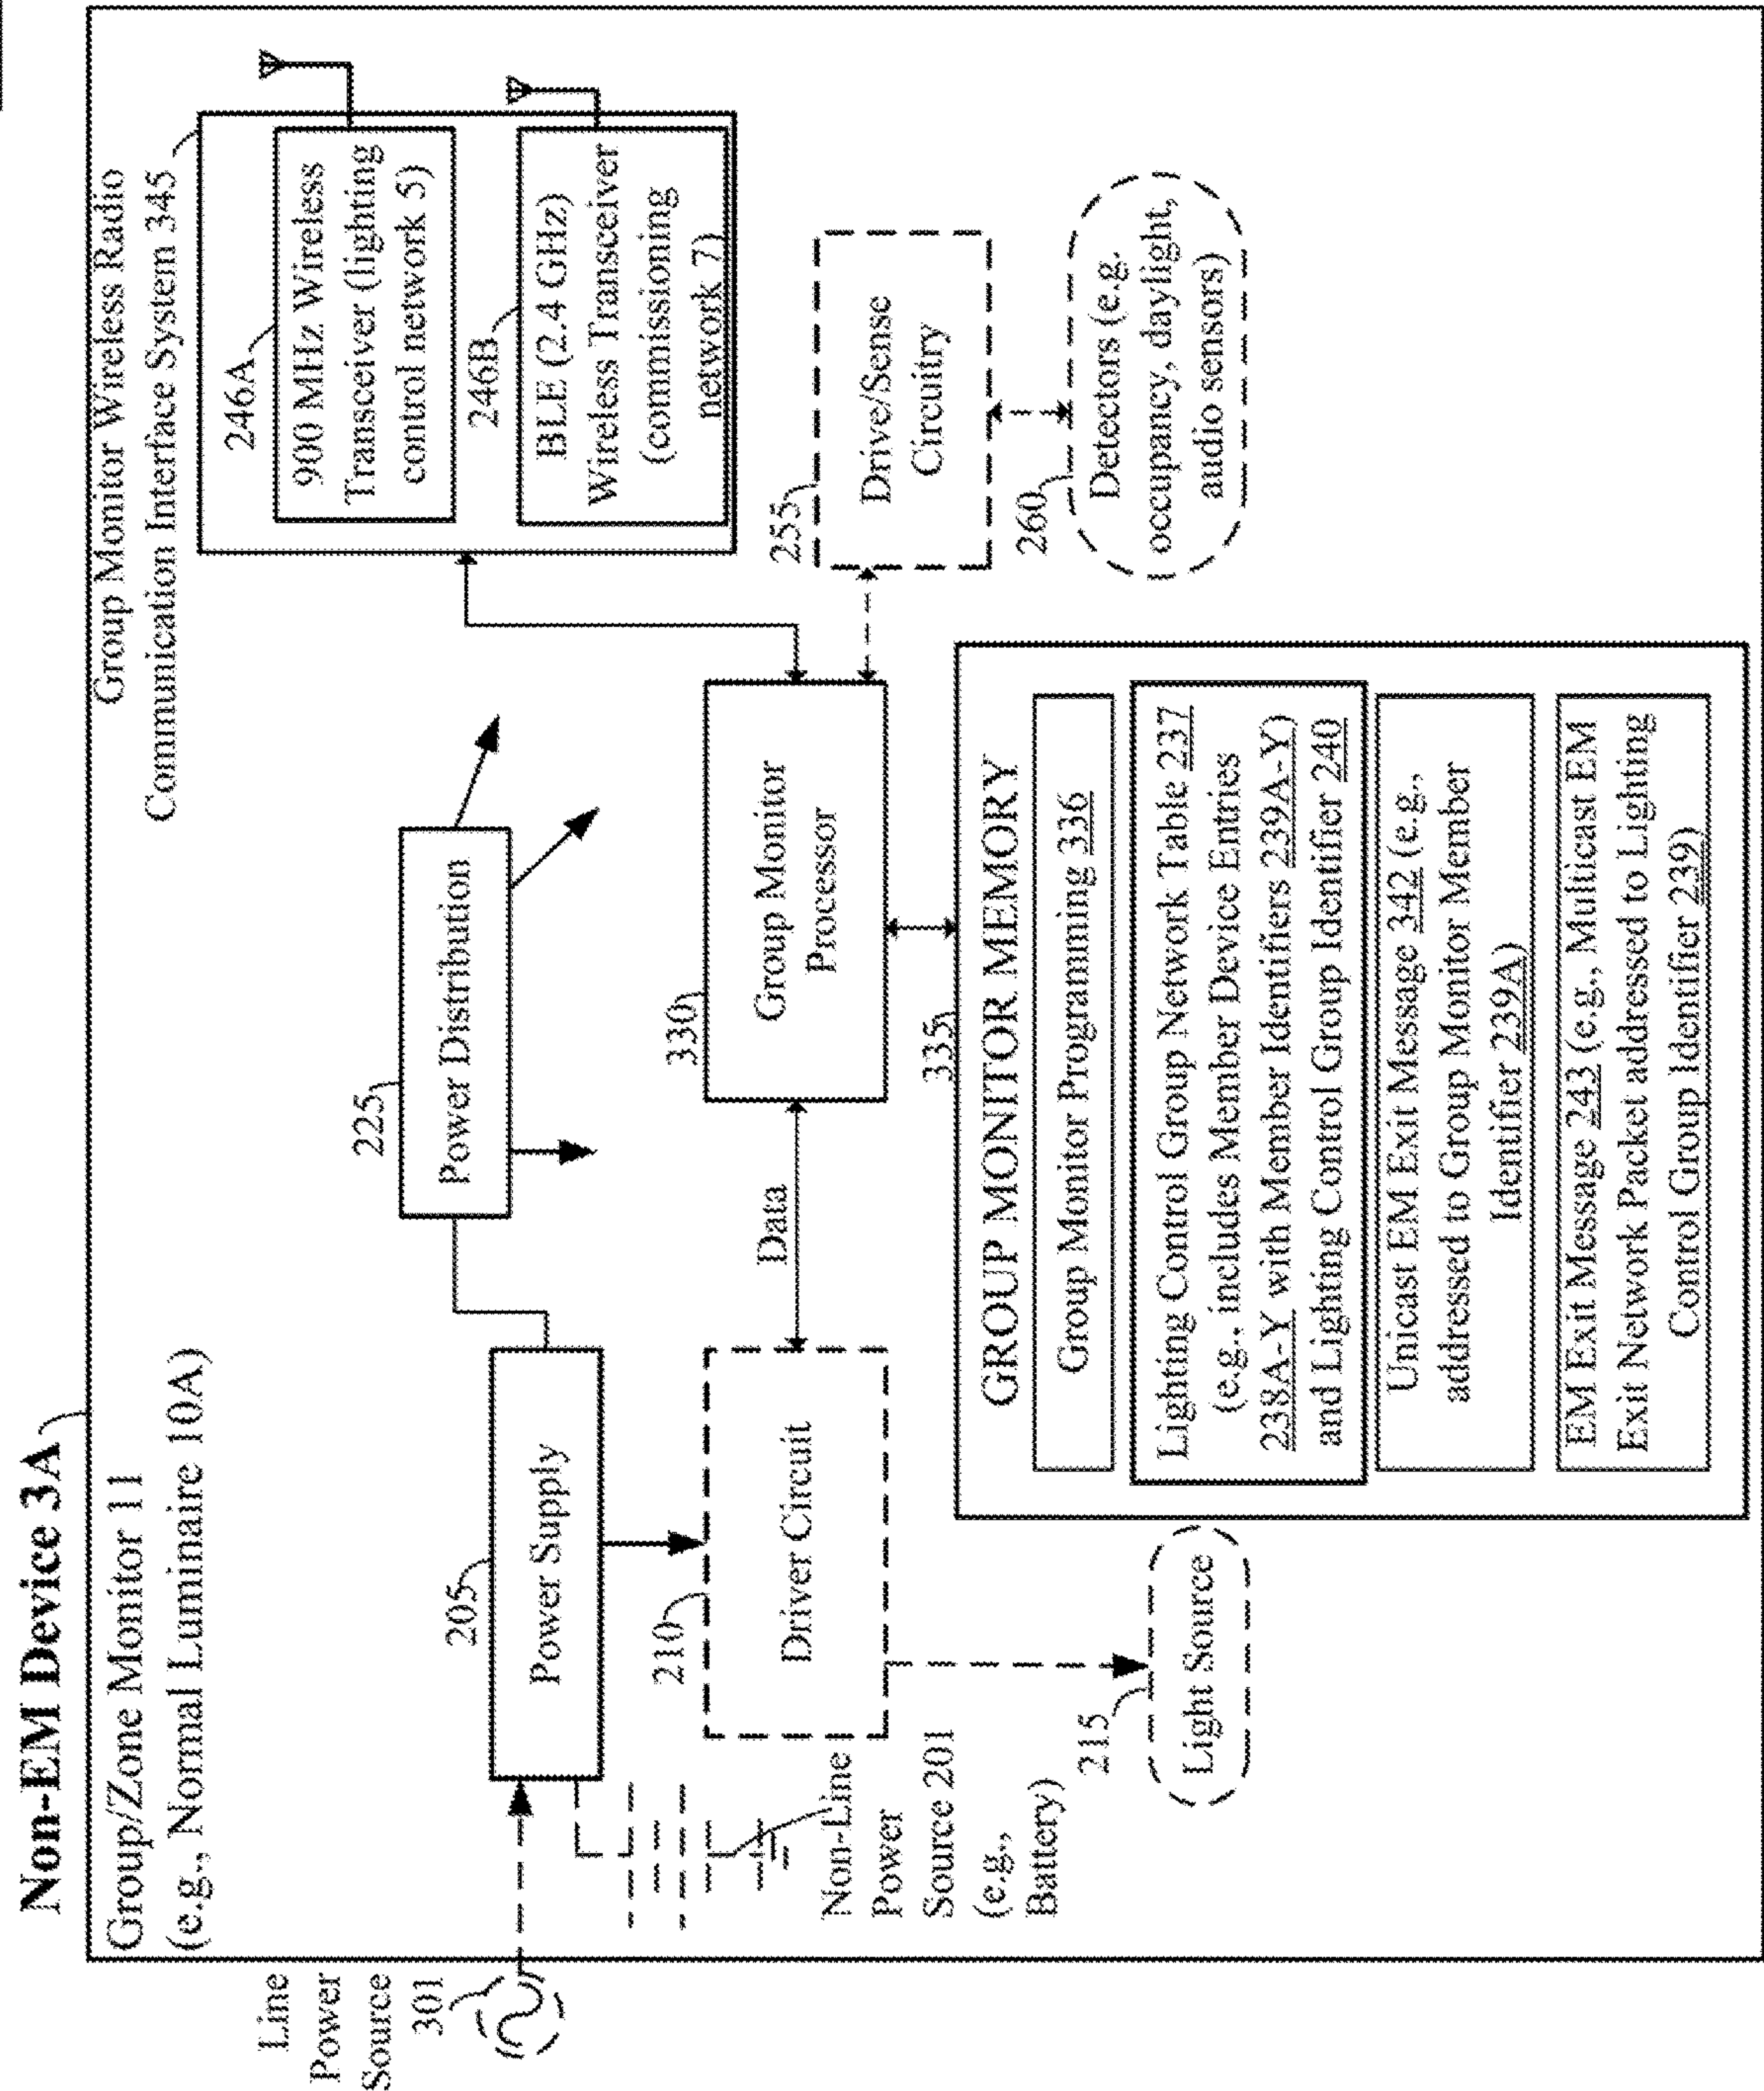 Non-EM Device 3A
Group/Zone Monitor 11
(e.g., Normal Luminaire 10A)
Line
Power
Source
301
205
Power Supply
225
Power Distribution
Group Monitor Wireless Radio
Communication Interface System 345
246A
900 MHz Wireless
Transceiver (lighting
control network 5)
246B
BLE (2.4 GHz)
Wireless Transceiver
(commissioning
network 7)
210
Driver Circuit
Data
330
Group Monitor
Processor
255
Drive/Sense
Circuitry
260
Detectors (e.g.
occupancy, daylight,
audio sensors)
Non-Line
Power
Source 201
(e.g.,
Battery)
215
Light Source
335
GROUP MONITOR MEMORY
Group Monitor Programming 336
Lighting Control Group Network Table 237
(e.g., includes Member Device Entries
238A-Y with Member Identifiers 239A-Y)
and Lighting Control Group Identifier 240
Unicast EM Exit Message 342 (e.g.,
addressed to Group Monitor Member
Identifier 239A)
EM Exit Message 243 (e.g., Multicast EM
Exit Network Packet addressed to Lighting
Control Group Identifier 239)